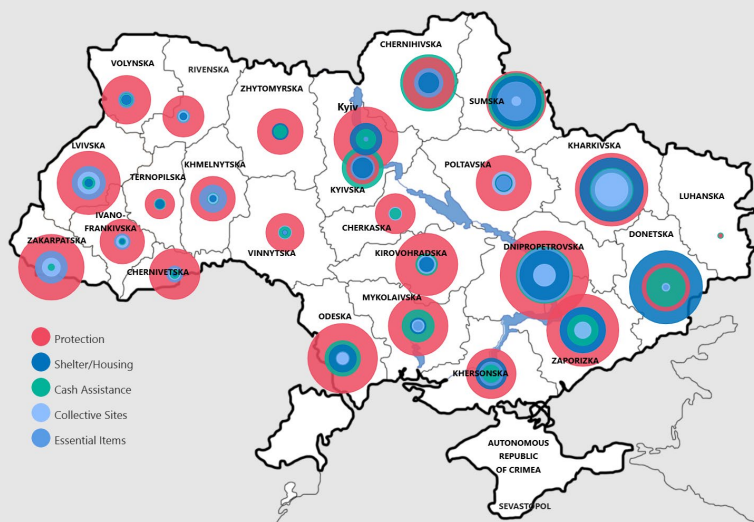 CHERNIHIVSKA
VOLYNSKA
RIVENSKA
ZHYTOMYRSKA
Kyiv
SUMSKA
LVIVSKA
KHMELNYTSKA
KHARKIVSKA
POLTAVSKA
TERNOPILSKA
KYIVSKA
LUHANSKA
IVANO-
FRANKIVSKA
CHERKASKA
DONETSKA
ZAKARPATSKA
VINNYTSKA
KIROVOHRADSKA
DNIPROPETROVSKA
CHERNIVETSKA
MYKOLAIVSKA
ODESKA
ZAPORIZKA
KHERSONSKA
Protection
Shelter/Housing
Cash Assistance
Collective Sites
Essential Items
AUTONOMOUS
REPUBLIC
OF CRIMEA
SEVASTOPOL